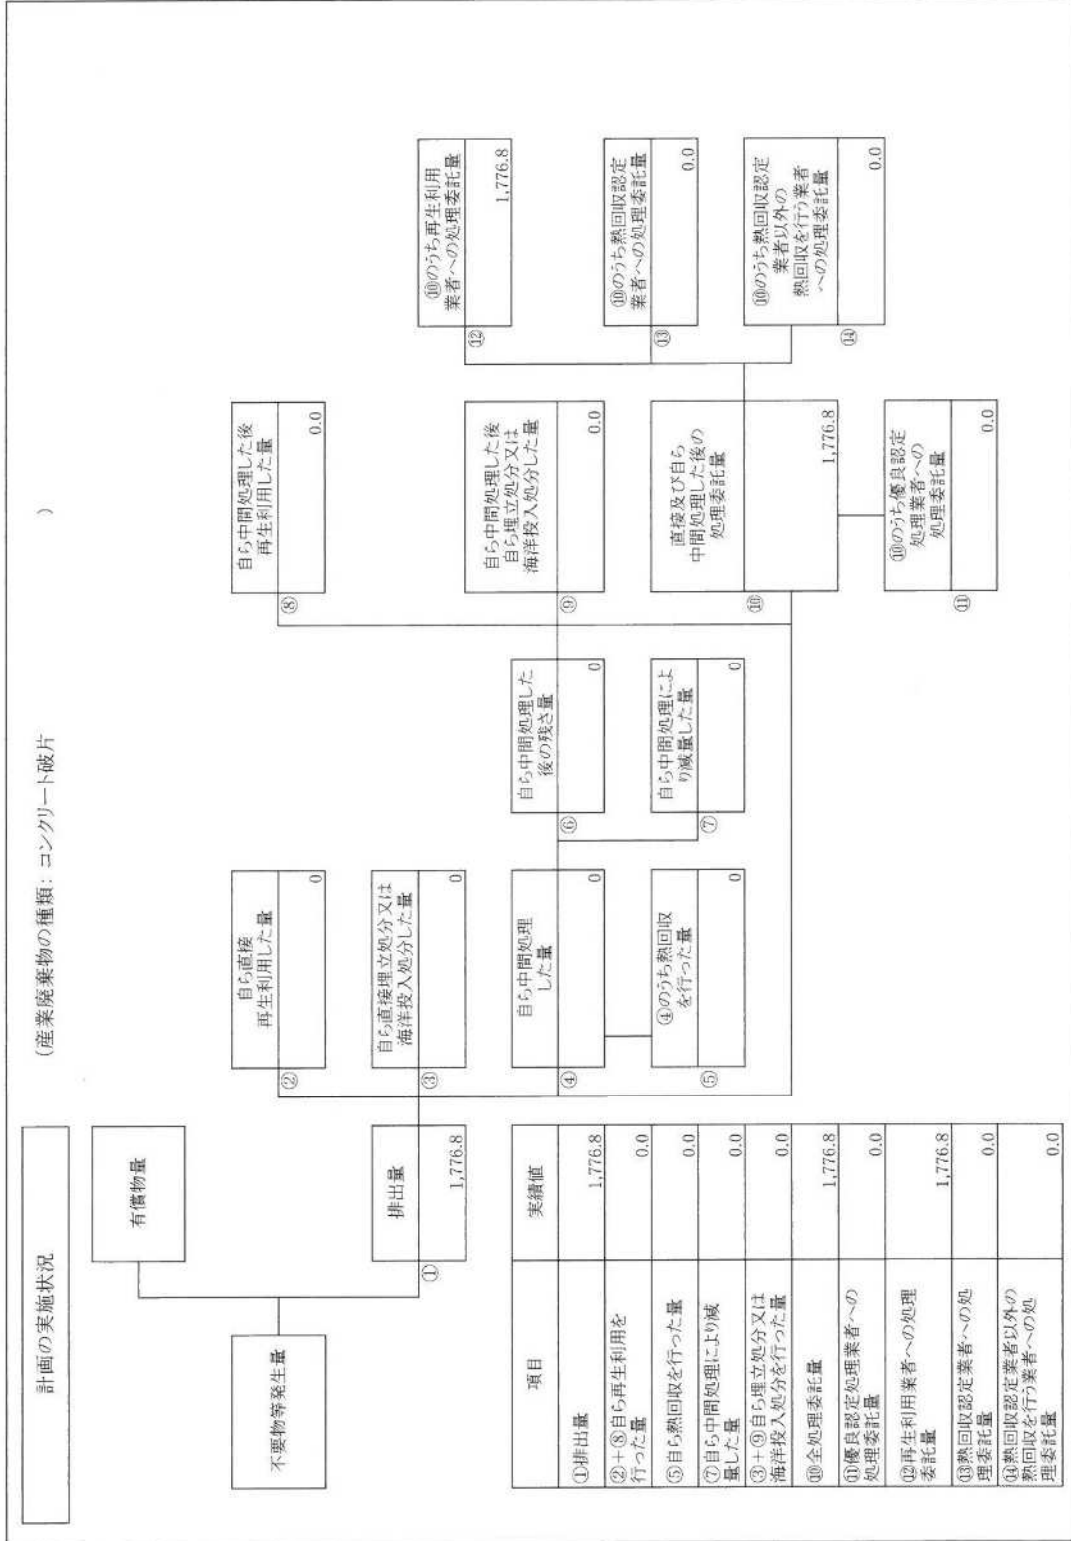 計画の実施状況
(産業廃棄物の種類: コンクリート破片 )
有償物量
不要物等発生量
排出量
①
1,776.8
自ら直接
再生利用した量
②
0
自ら直接埋立処分又は
海洋投入処分した量
③
0
自ら中間処理
した量
④
0
④のうち熱回収
を行った量
⑤
0
自ら中間処理した
後の残さ量
⑥
0
自ら中間処理によ
り減量した量
⑦
0
自ら中間処理した後
再生利用した量
⑧
0.0
自ら中間処理した後
自ら埋立処分又は
海洋投入処分した量
⑨
0.0
直接及び自ら
中間処理した後の
処理委託量
⑩
1,776.8
⑩のうち優良認定
処理業者への
処理委託量
⑪
0.0
⑩のうち再生利用
業者への処理委託量
⑫
1,776.8
⑩のうち熱回収認定
業者への処理委託量
⑬
0.0
⑩のうち熱回収認定
業者以外の
熱回収を行う業者
への処理委託量
⑭
0.0
項目 実績値
①排出量 1,776.8
②+⑧自ら再生利用を
行った量 0.0
⑤自ら熱回収を行った量 0.0
⑦自ら中間処理により減
量した量 0.0
③+⑨自ら埋立処分又は
海洋投入処分を行った量 0.0
⑩全処理委託量 1,776.8
⑪優良認定処理業者への
処理委託量 0.0
⑫再生利用業者への処理
委託量 1,776.8
⑬熱回収認定業者への処
理委託量 0.0
⑭熱回収認定業者以外の
熱回収を行う業者への処
理委託量 0.0